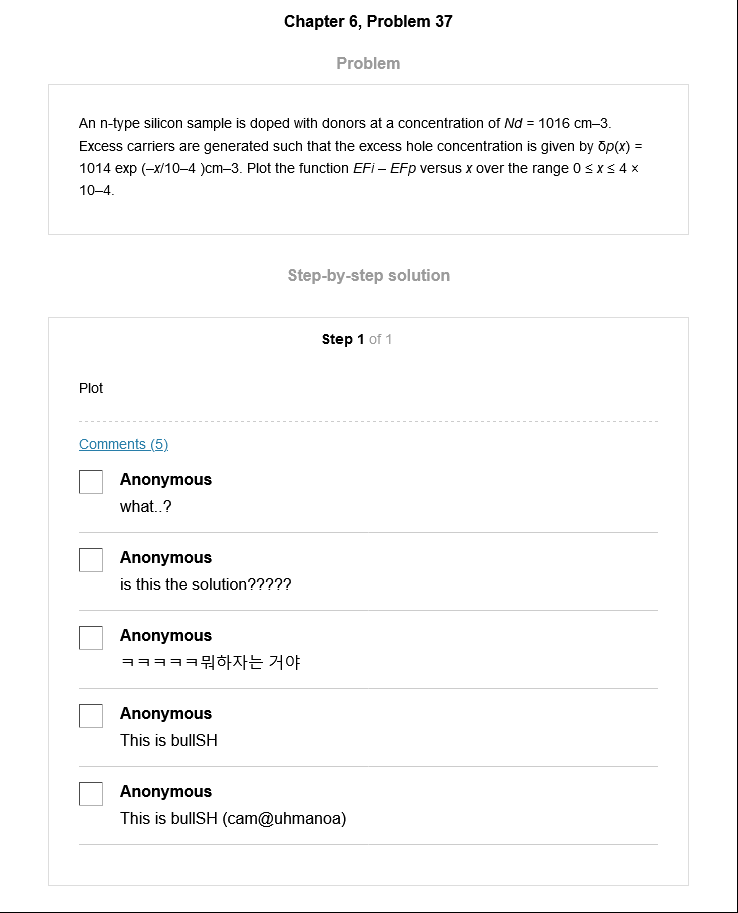 Chapter 6, Problem 37
Problem
An n-type silicon sample is doped with donors at a concentration of Nd = 1016 cm–3.
Excess carriers are generated such that the excess hole concentration is given by δp(x) =
1014 exp (–x/10–4 )cm–3. Plot the function EFi – EFp versus x over the range 0 ≤ x ≤ 4 ×
10–4.
Step-by-step solution
Step 1 of 1
Plot
Comments (5)
Anonymous
what..?
Anonymous
is this the solution?????
Anonymous
ㅋㅋㅋㅋㅋ뭐하자는 거야
Anonymous
This is bullSH
Anonymous
This is bullSH (cam@uhmanoa)